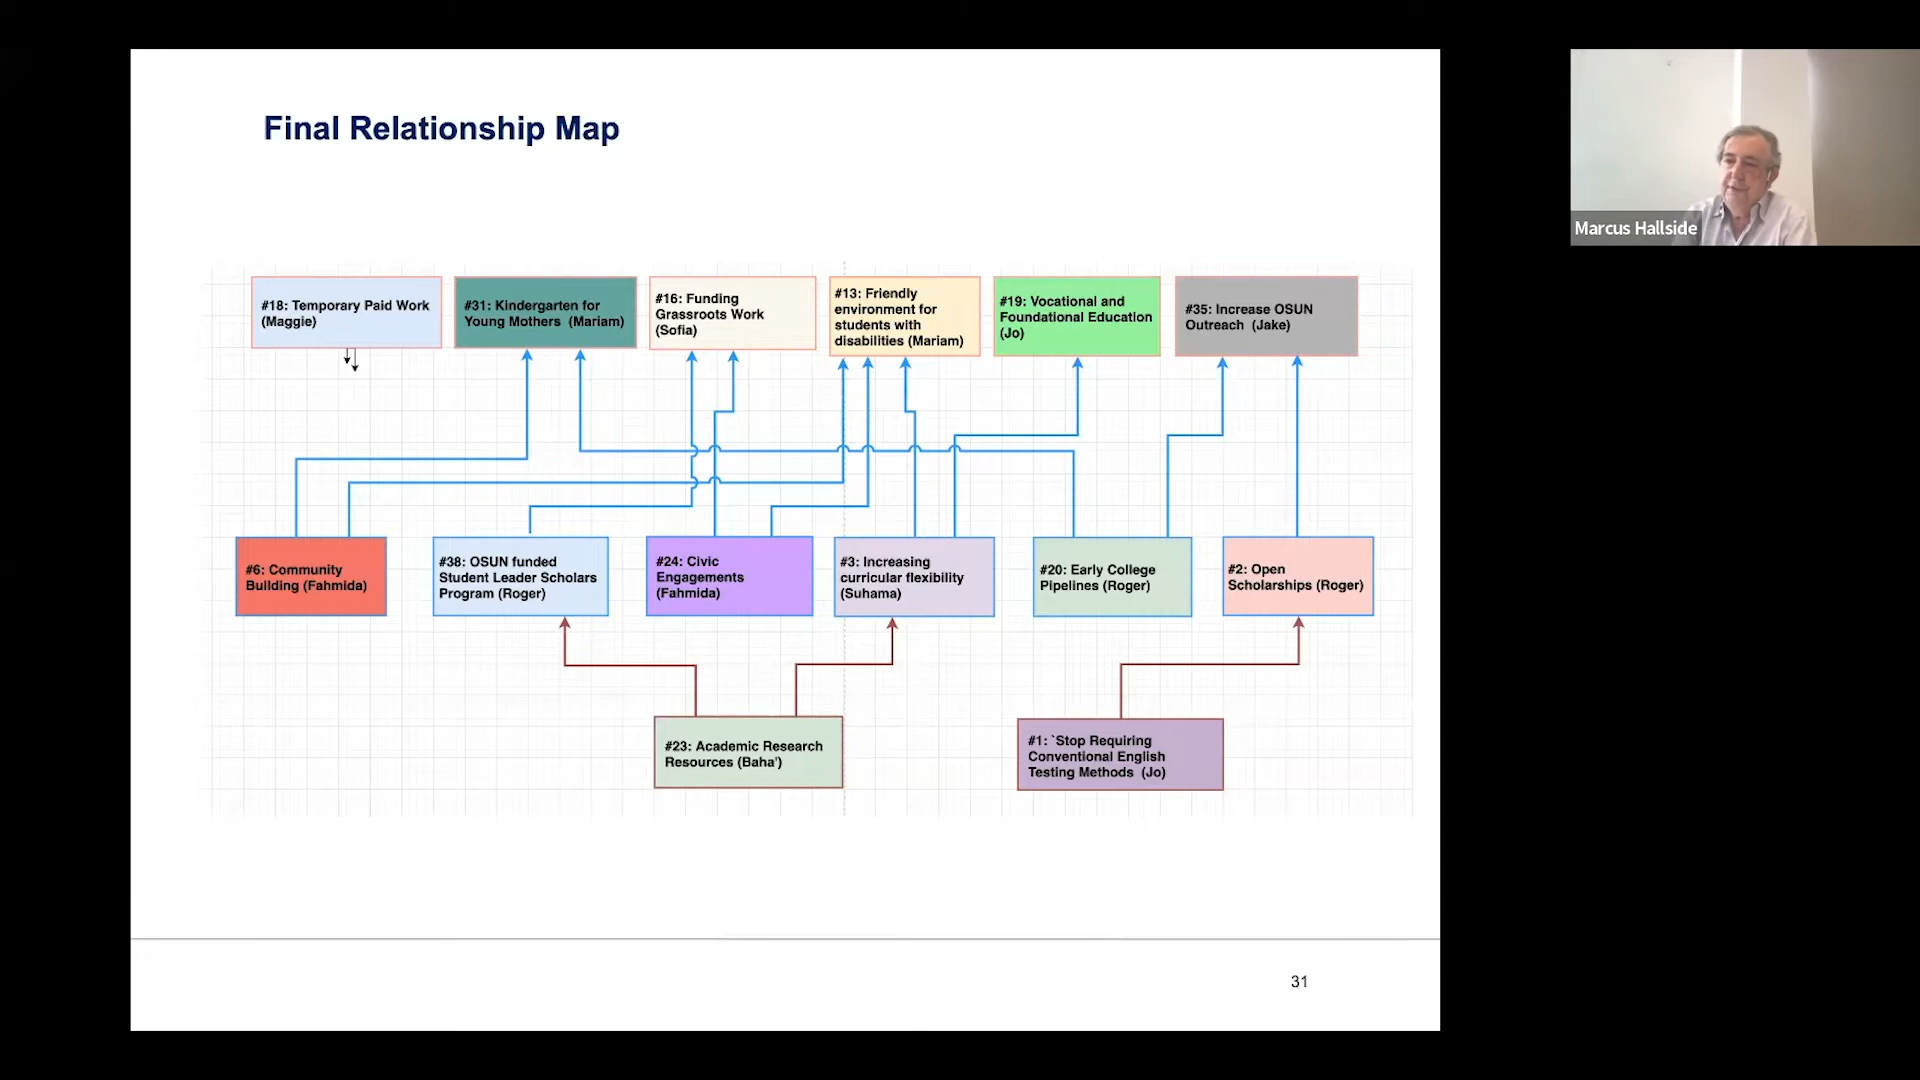 Final Relationship Map
Marcus Hallside
#18: Temporary Paid Work
(Maggie)
#31: Kindergarten for
Young Mothers (Mariam)
#16: Funding
Grassroots Work
(Sofia)
#13: Friendly
environment for
students with
disabilities (Mariam)
#19: Vocational and
Foundational Education
(Jo)
#35: Increase OSUN
Outreach (Jake)
#6: Community
Building (Fahmida)
#38: OSUN funded
Student Leader Scholars
Program (Roger)
#24: Civic
Engagements
(Fahmida)
#3: Increasing
curricular flexibility
(Suhama)
#20: Early College
Pipelines (Roger)
#2: Open
Scholarships (Roger)
#23: Academic Research
Resources (Baha')
#1: `Stop Requiring
Conventional English
Testing Methods (Jo)
31